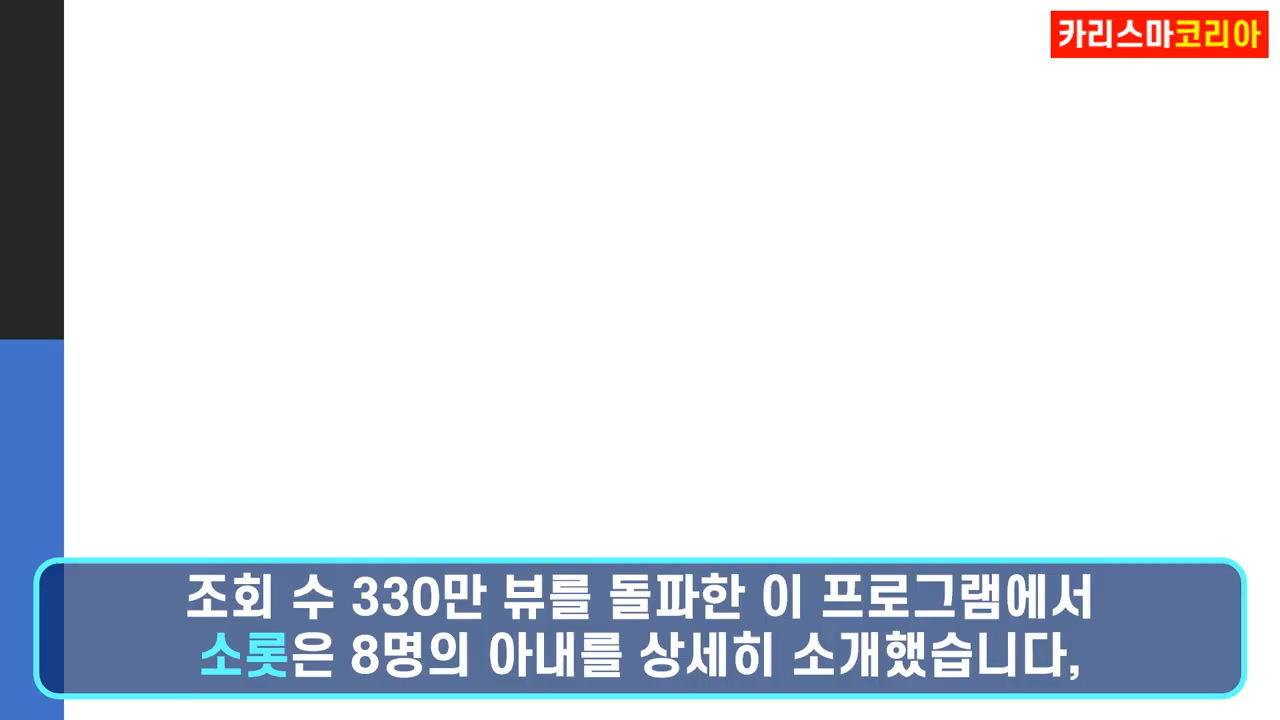 카리스마코리아
조회 수 330만 뷰를 돌파한 이 프로그램에서
소롯은 8명의 아내를 상세히 소개했습니다,